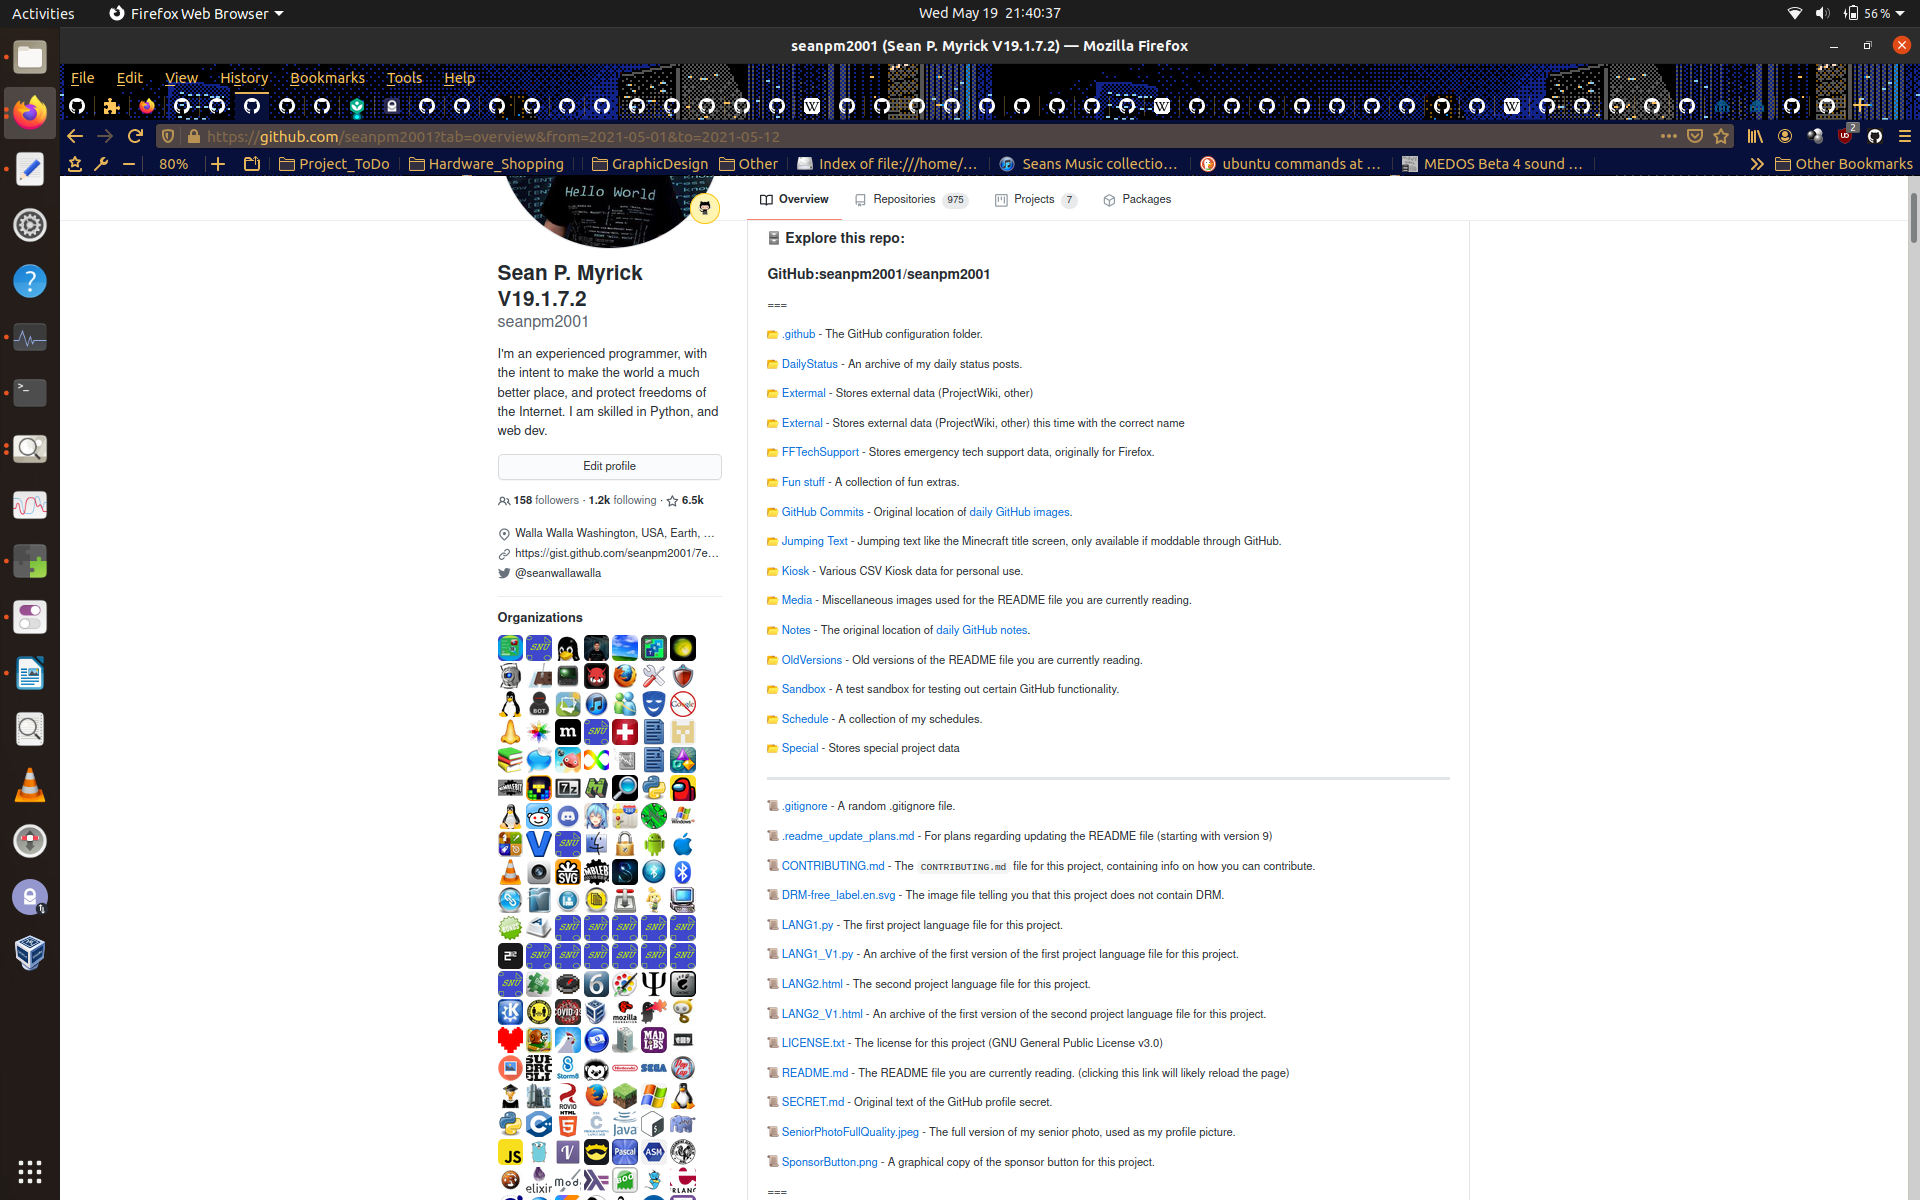 Activities
Firefox Web Browser
Wed May 19 21:40:37
56 %
seanpm2001 (Sean P. Myrick V19.1.7.2) — Mozilla Firefox
File Edit View History Bookmarks Tools Help
https://github.com/seanpm2001?tab=overview&from=2021-05-01&to=2021-05-12
2
80%
Project_ToDo
Hardware_Shopping
GraphicDesign
Other
Index of file:///home/…
Seans Music collectio…
ubuntu commands at …
MEDOS Beta 4 sound …
Other Bookmarks
Hello World
Overview
Repositories 975
Projects 7
Packages
Sean P. Myrick
V19.1.7.2
seanpm2001
I'm an experienced programmer, with
the intent to make the world a much
better place, and protect freedoms of
the Internet. I am skilled in Python, and
web dev.
Edit profile
158 followers · 1.2k following · 6.5k
Walla Walla Washington, USA, Earth, …
https://gist.github.com/seanpm2001/7e…
@seanwallawalla
Organizations
Explore this repo:
GitHub:seanpm2001/seanpm2001
===
.github - The GitHub configuration folder.
DailyStatus - An archive of my daily status posts.
Extermal - Stores external data (ProjectWiki, other)
External - Stores external data (ProjectWiki, other) this time with the correct name
FFTechSupport - Stores emergency tech support data, originally for Firefox.
Fun stuff - A collection of fun extras.
GitHub Commits - Original location of daily GitHub images.
Jumping Text - Jumping text like the Minecraft title screen, only available if moddable through GitHub.
Kiosk - Various CSV Kiosk data for personal use.
Media - Miscellaneous images used for the README file you are currently reading.
Notes - The original location of daily GitHub notes.
OldVersions - Old versions of the README file you are currently reading.
Sandbox - A test sandbox for testing out certain GitHub functionality.
Schedule - A collection of my schedules.
Special - Stores special project data
.gitignore - A random .gitignore file.
.readme_update_plans.md - For plans regarding updating the README file (starting with version 9)
CONTRIBUTING.md - The CONTRIBUTING.md file for this project, containing info on how you can contribute.
DRM-free_label.en.svg - The image file telling you that this project does not contain DRM.
LANG1.py - The first project language file for this project.
LANG1_V1.py - An archive of the first version of the first project language file for this project.
LANG2.html - The second project language file for this project.
LANG2_V1.html - An archive of the first version of the second project language file for this project.
LICENSE.txt - The license for this project (GNU General Public License v3.0)
README.md - The README file you are currently reading. (clicking this link will likely reload the page)
SECRET.md - Original text of the GitHub profile secret.
SeniorPhotoFullQuality.jpeg - The full version of my senior photo, used as my profile picture.
SponsorButton.png - A graphical copy of the sponsor button for this project.
===